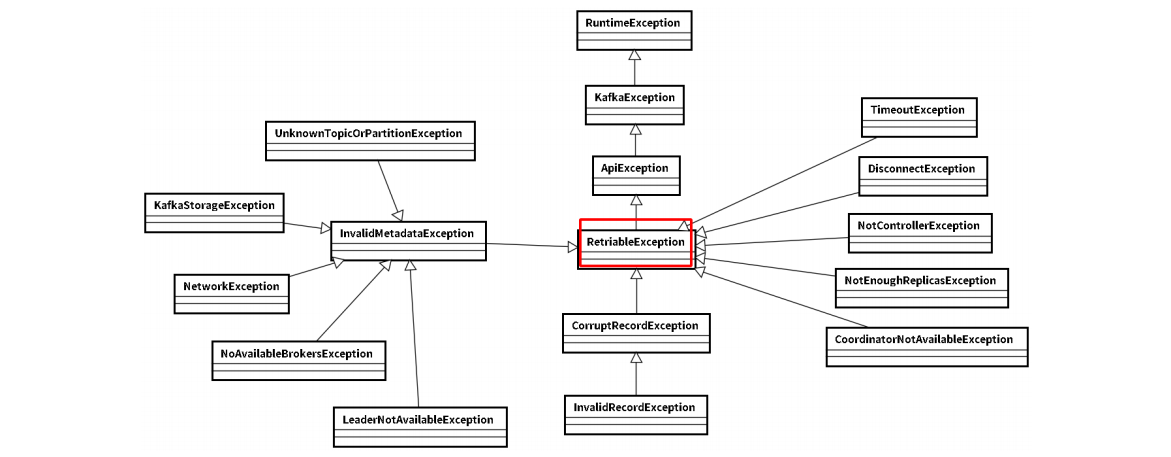 RuntimeException
KafkaException
TimeoutException
UnknownTopicOrPartitionException
ApiException
DisconnectException
KafkaStorageException
InvalidMetadataException
RetriableException
NotControllerException
NetworkException
NotEnoughReplicasException
CorruptRecordException
CoordinatorNotAvailableException
NoAvailableBrokersException
InvalidRecordException
LeaderNotAvailableException